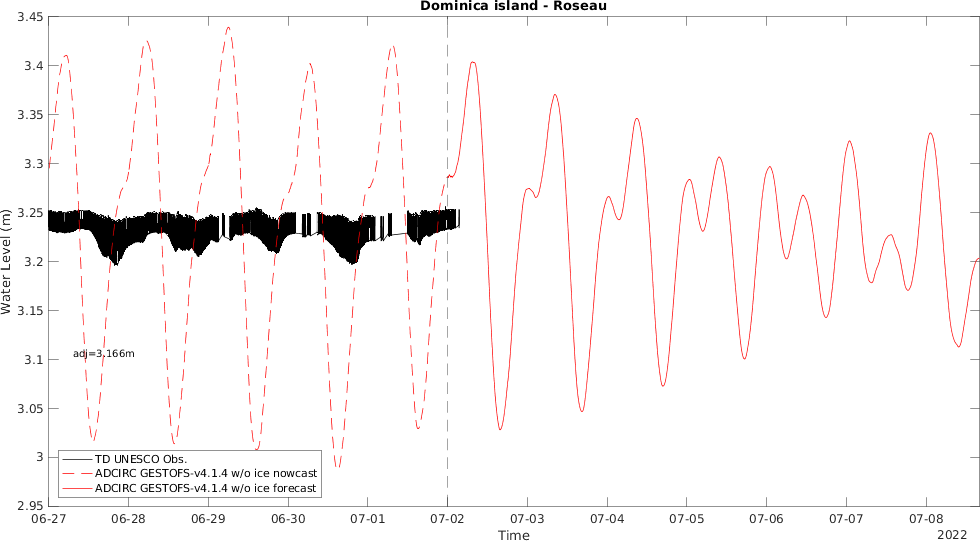 Dominica island - Roseau
3.45
3.4
3.35
3.3
3.25
3.2
3.15
3.1
3.05
3
2.95
Water Level (m)
adj=3.166m
TD UNESCO Obs.
ADCIRC GESTOFS-v4.1.4 w/o ice nowcast
ADCIRC GESTOFS-v4.1.4 w/o ice forecast
06-27 06-28 06-29 06-30 07-01 07-02 07-03 07-04 07-05 07-06 07-07 07-08
Time
2022